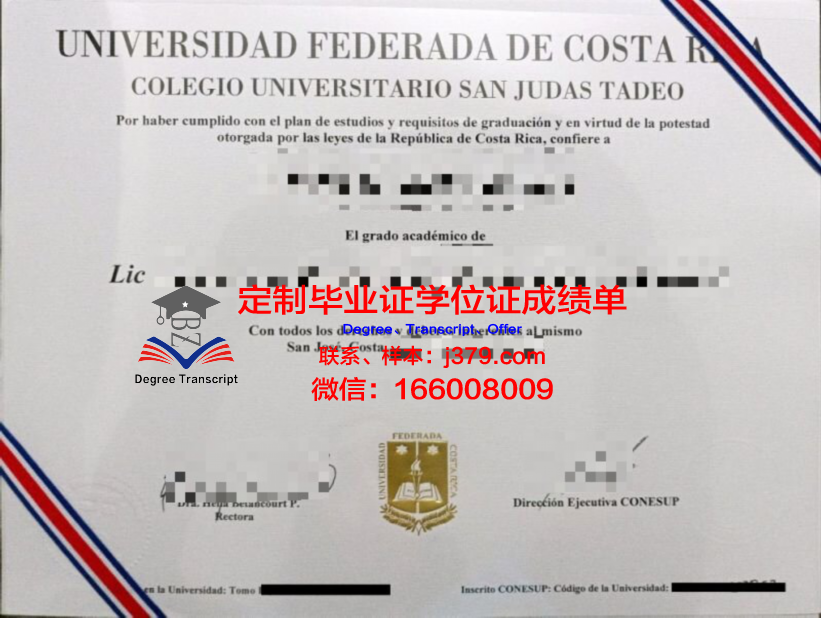 UNIVERSIDAD FEDERADA DE COSTA
COLEGIO UNIVERSITARIO SAN JUDAS TADEO
Por haber cumplido con el plan de estudios y requisitos de graduación y en virtud de la potestad
otorgada por las leyes de la República de Costa Rica, confiere a
El grado académico de
Lic
定制毕业证学位证成绩单
Con todos los al mismo
Degree、Transcript、Offer
San José, Costa
联系、样本：j379.com
Degree Transcript
微信：166008009
FEDERADA
UNIVERSIDAD
COSTA RICA
Betancourt P.
Rectora
Dirección Ejecutiva CONESUP
en la Universidad: Tomo
Inscrito CONESUP: Código de la Universidad: